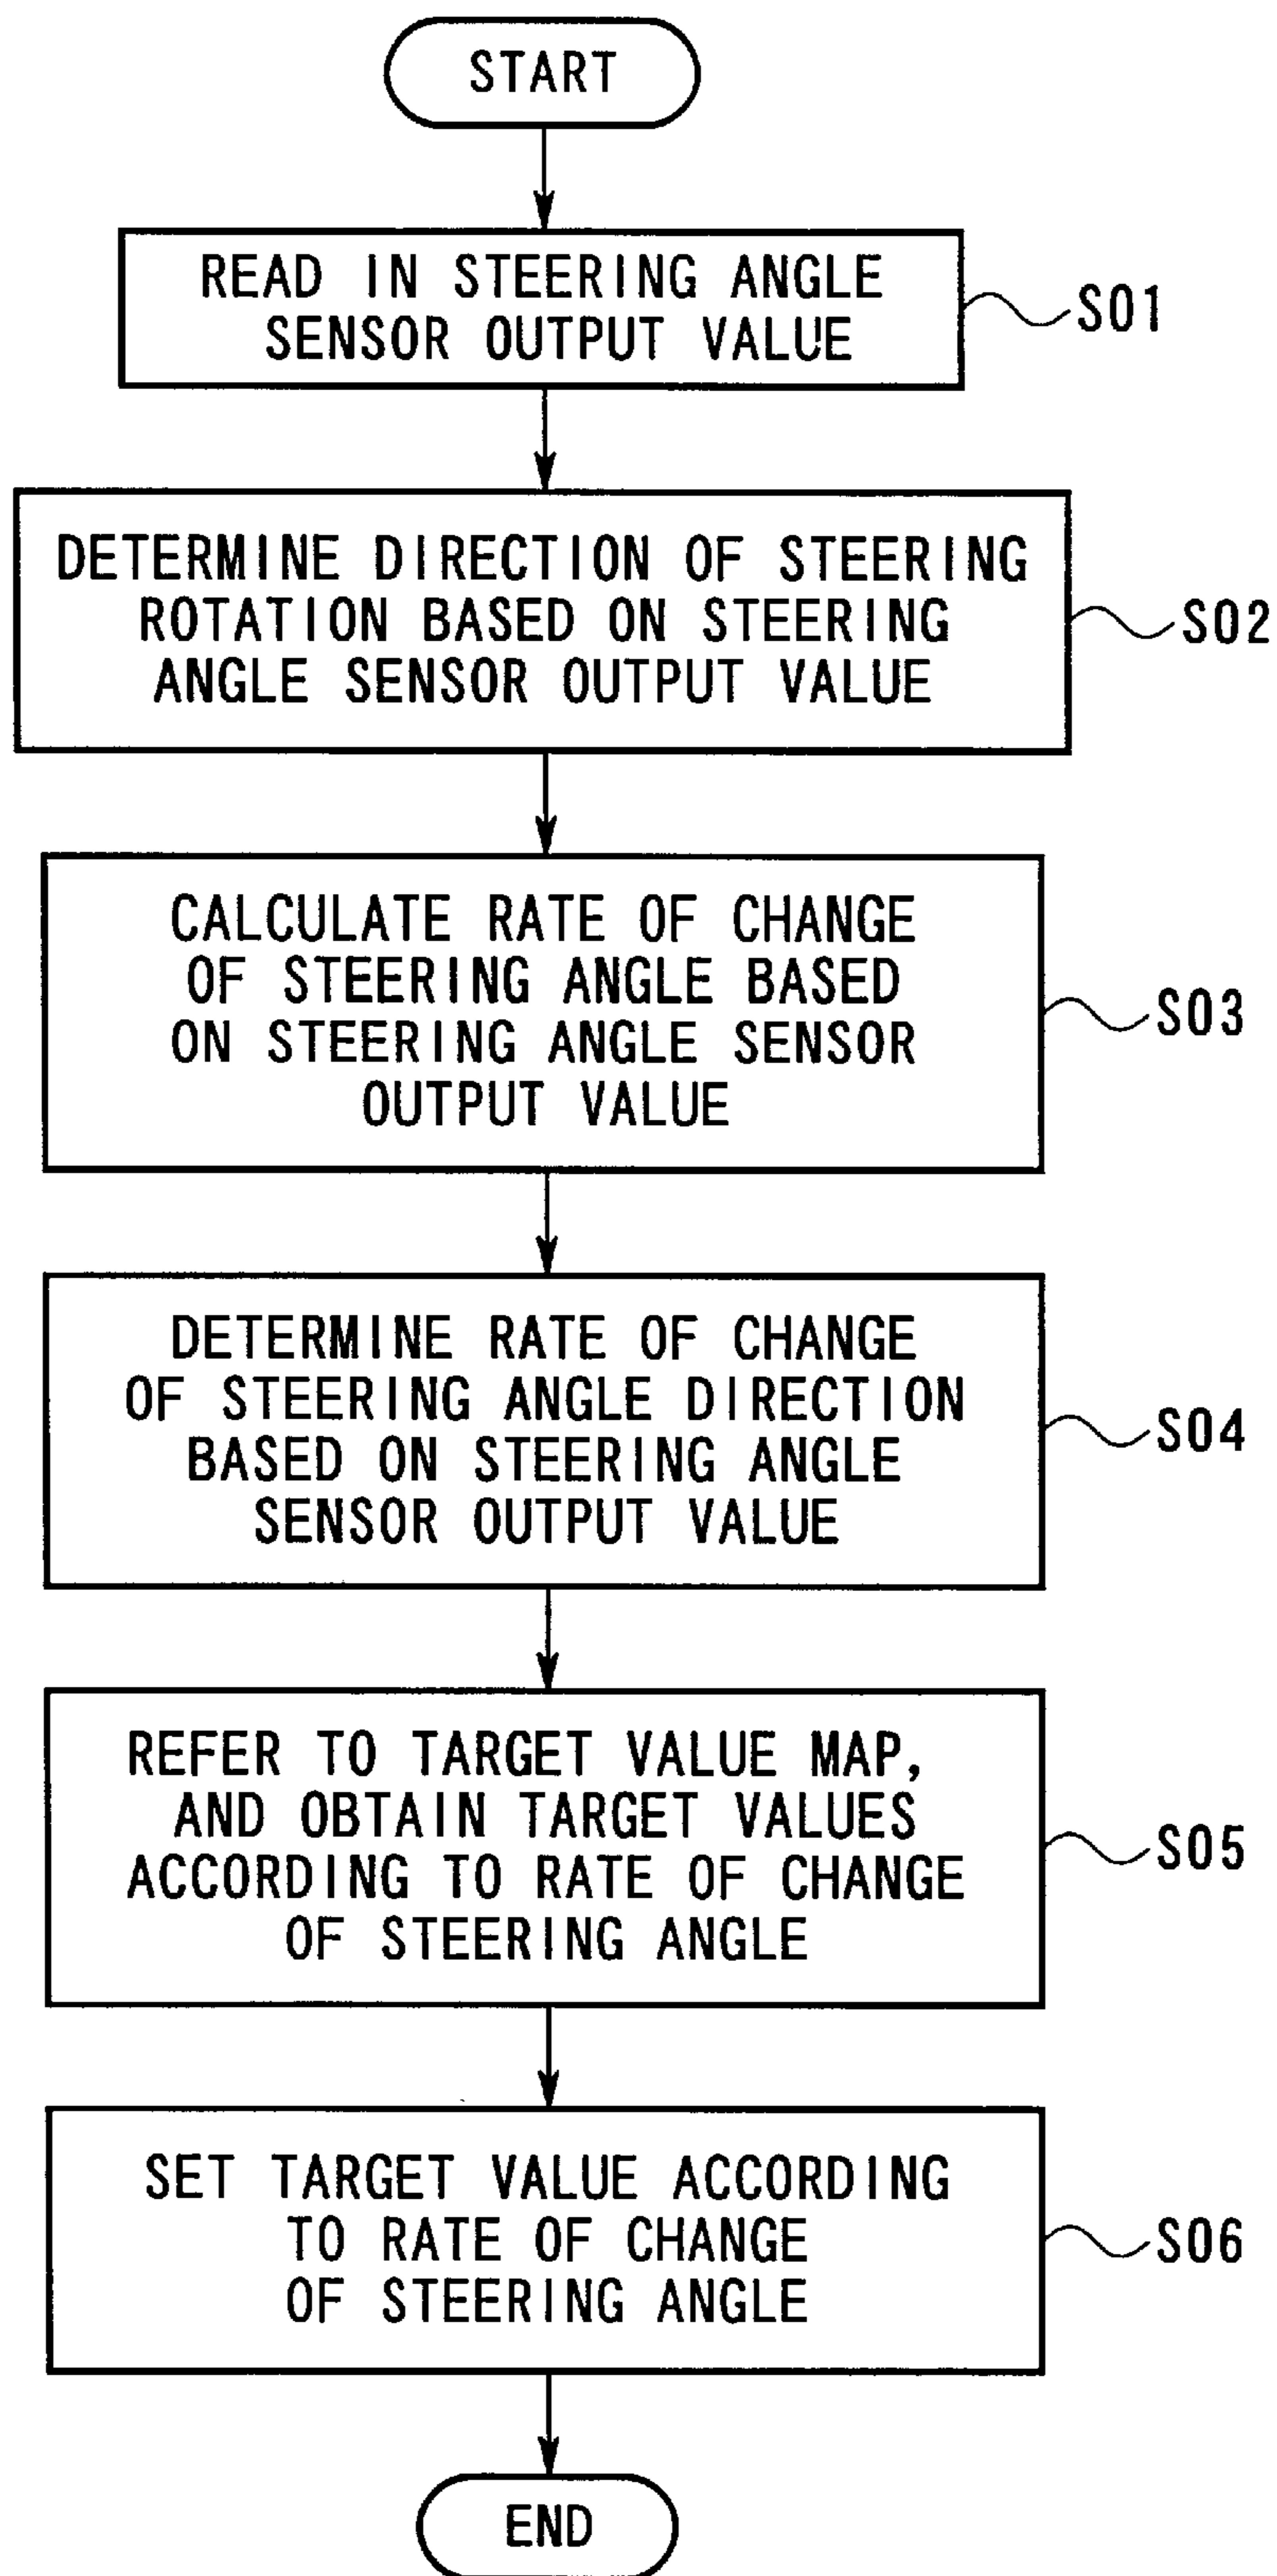 START
READ IN STEERING ANGLE
SENSOR OUTPUT VALUE
S01
DETERMINE DIRECTION OF STEERING
ROTATION BASED ON STEERING
ANGLE SENSOR OUTPUT VALUE
S02
CALCULATE RATE OF CHANGE
OF STEERING ANGLE BASED
ON STEERING ANGLE SENSOR
OUTPUT VALUE
S03
DETERMINE RATE OF CHANGE
OF STEERING ANGLE DIRECTION
BASED ON STEERING ANGLE
SENSOR OUTPUT VALUE
S04
REFER TO TARGET VALUE MAP,
AND OBTAIN TARGET VALUES
ACCORDING TO RATE OF CHANGE
OF STEERING ANGLE
S05
SET TARGET VALUE ACCORDING
TO RATE OF CHANGE
OF STEERING ANGLE
S06
END